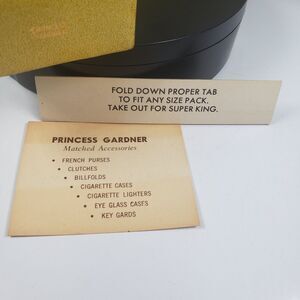 FOLD DOWN PROPER TAB
TO FIT ANY SIZE PACK.
TAKE OUT FOR SUPER KING.
PRINCESS GARDNER
Matched Accessories
• FRENCH PURSES
• CLUTCHES
• BILLFOLDS
• CIGARETTE CASES
• CIGARETTE LIGHTERS
• EYE GLASS CASES
• KEY GARDS